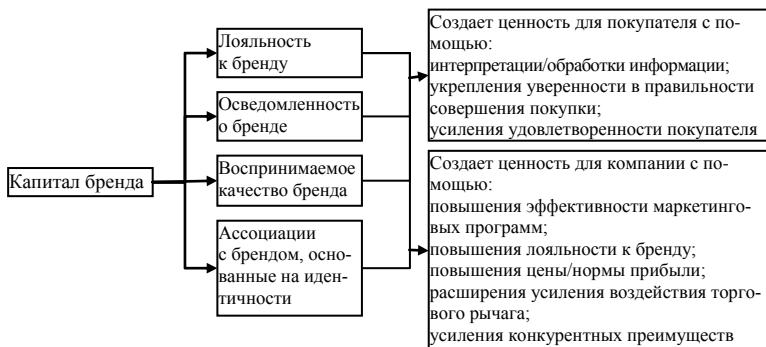 Капитал бренда
Лояльность
к бренду
Осведомленность
о бренде
Воспринимаемое
качество бренда
Ассоциации
с брендом, осно-
ванные на иден-
тичности
Создает ценность для покупателя с по-
мощью:
интерпретации/обработки информации;
укрепления уверенности в правильности
совершения покупки;
усиления удовлетворенности покупателя
Создает ценность для компании с по-
мощью:
повышения эффективности маркетинго-
вых программ;
повышения лояльности к бренду;
повышения цены/нормы прибыли;
расширения усиления воздействия торго-
вого рычага;
усиления конкурентных преимуществ